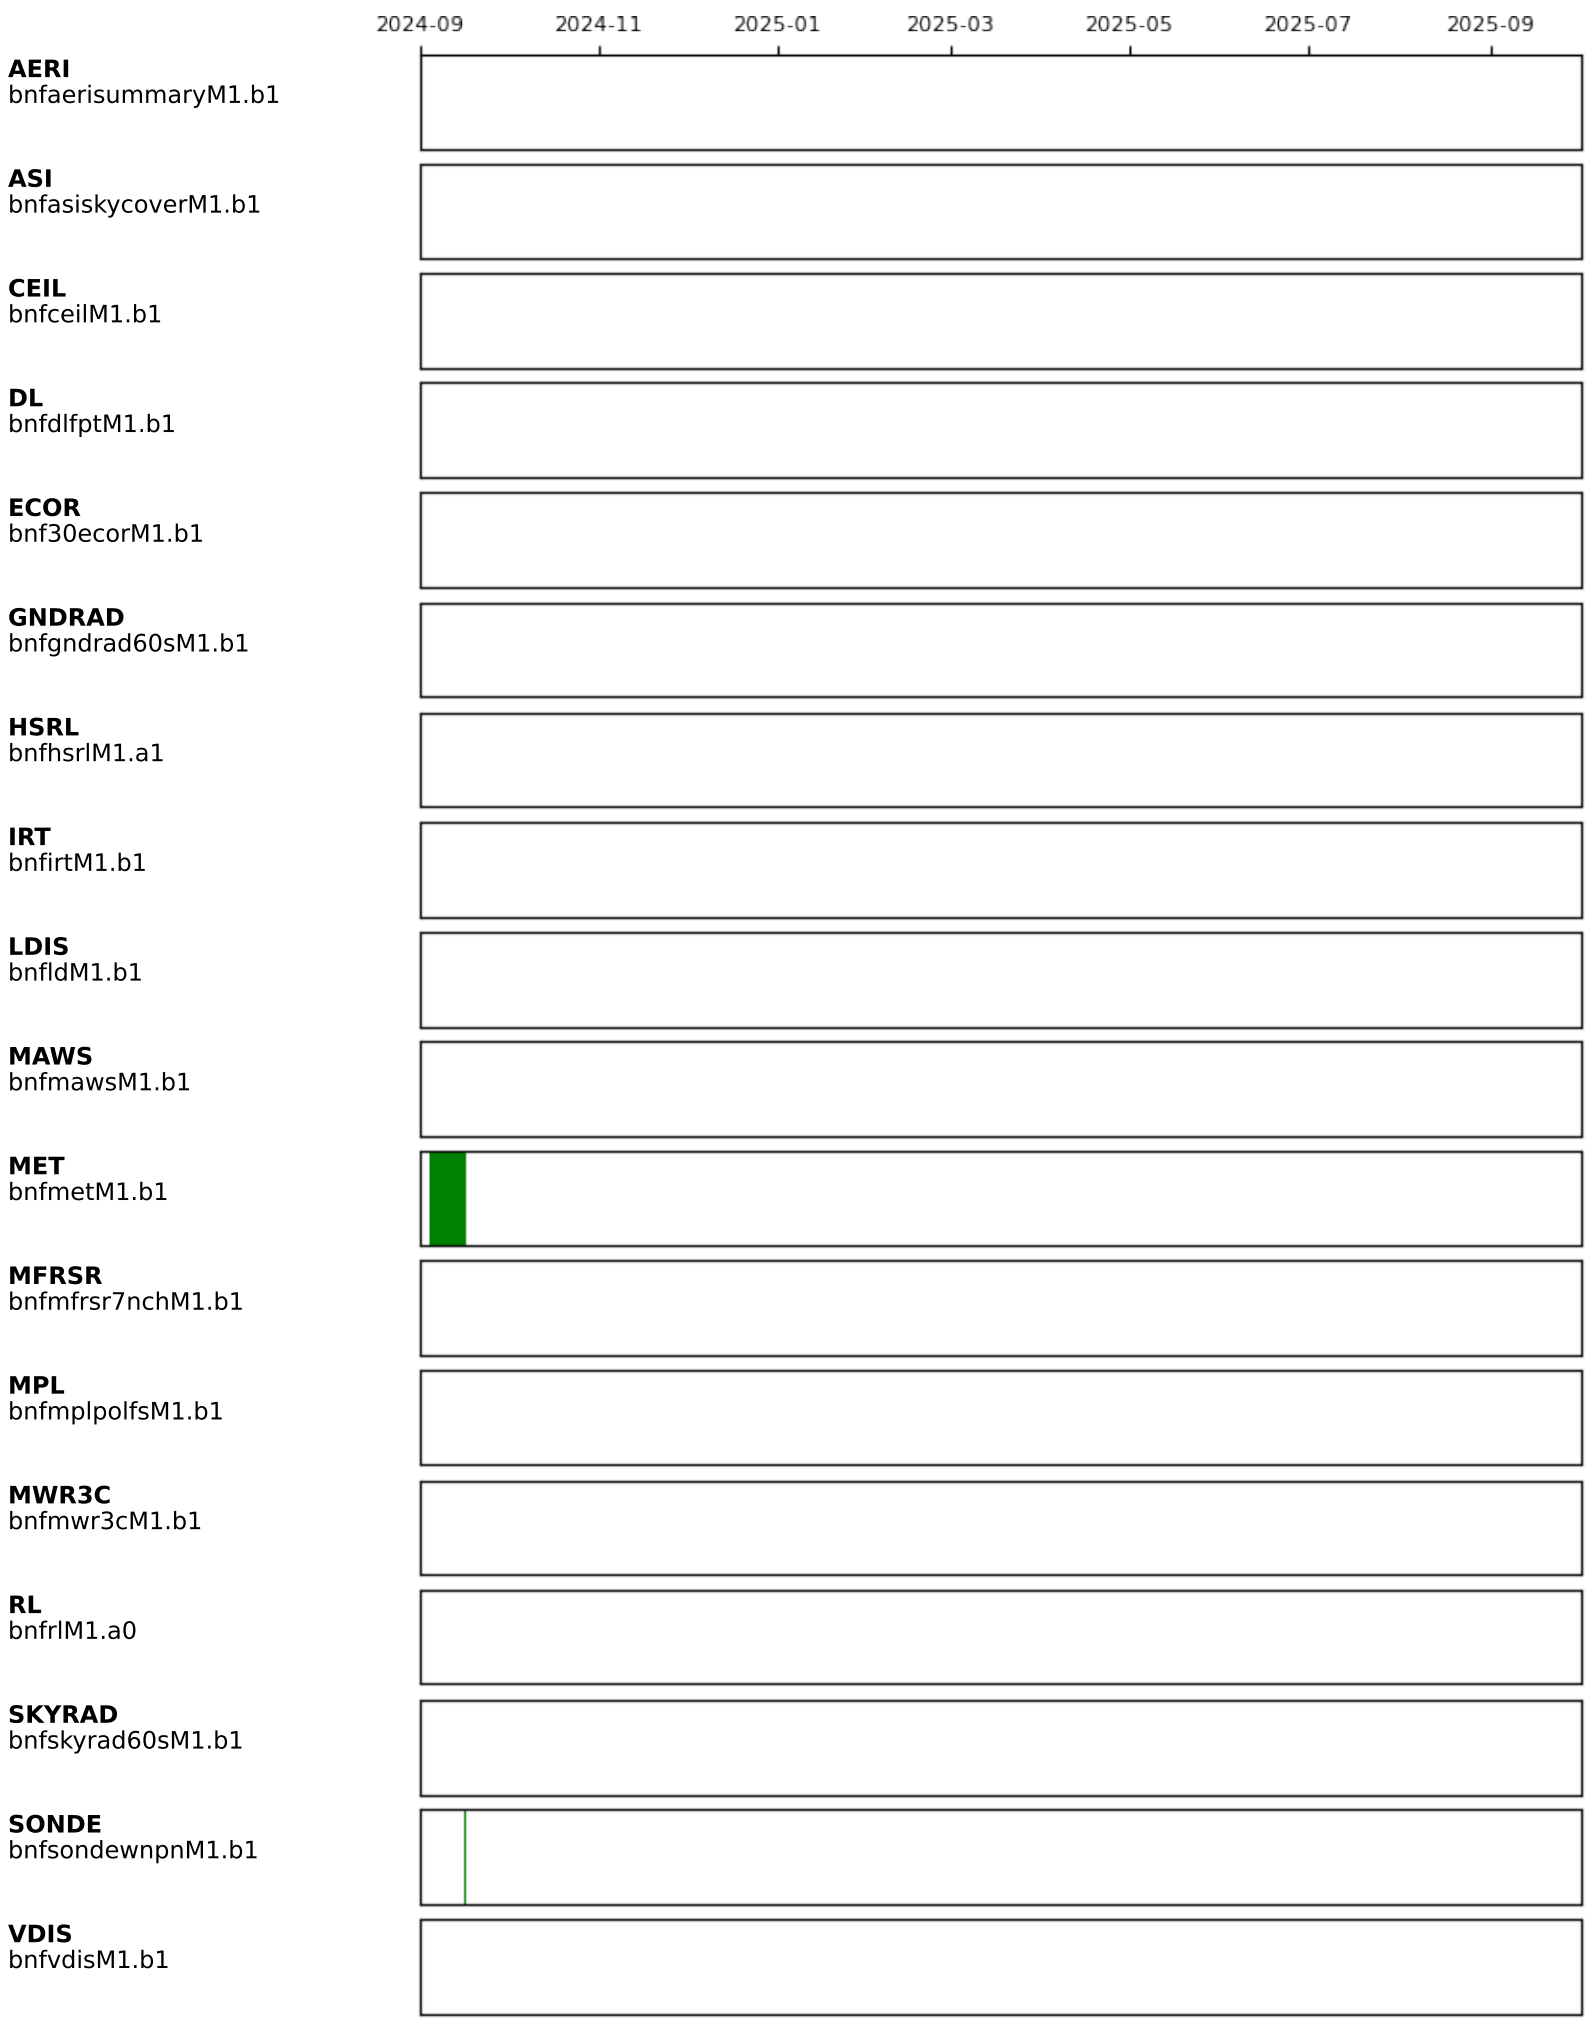 2024-09 2024-11 2025-01 2025-03 2025-05 2025-07 2025-09
AERI
bnfaerisummaryM1.b1
ASI
bnfasiskycoverM1.b1
CEIL
bnfceilM1.b1
DL
bnfdlfptM1.b1
ECOR
bnf30ecorM1.b1
GNDRAD
bnfgndrad60sM1.b1
HSRL
bnfhsrlM1.a1
IRT
bnfirtM1.b1
LDIS
bnfldM1.b1
MAWS
bnfmawsM1.b1
MET
bnfmetM1.b1
MFRSR
bnfmfrsr7nchM1.b1
MPL
bnfmplpolfsM1.b1
MWR3C
bnfmwr3cM1.b1
RL
bnfrlM1.a0
SKYRAD
bnfskyrad60sM1.b1
SONDE
bnfsondewnpnM1.b1
VDIS
bnfvdisM1.b1